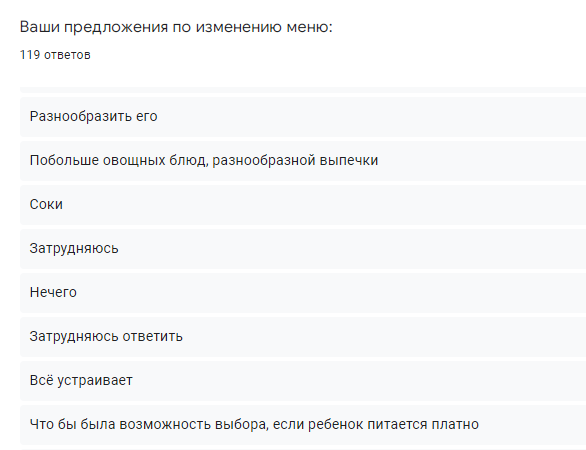 Ваши предложения по изменению меню:
119 ответов
Разнообразить его
Побольше овощных блюд, разнообразной выпечки
Соки
Затрудняюсь
Нечего
Затрудняюсь ответить
Всё устраивает
Что бы была возможность выбора, если ребенок питается платно